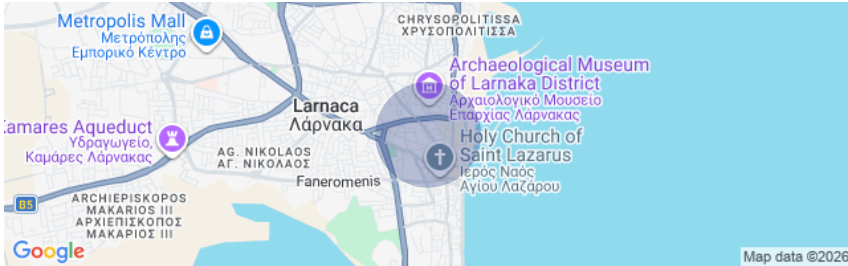 CHRYSOPOLITISSA
ΧΡΥΣΟΠΟΛΙΤΙΣΣΑ
Metropolis Mall
Μετρόπολης
Εμπορικό Κέντρο
Archaeological Museum
of Larnaka District
Αρχαιολογικό Μουσείο
Επαρχίας Λάρνακας
Larnaca
Λάρνακα
Kamares Aqueduct
Υδραγωγείο,
Καμάρες Λάρνακας
Holy Church of
Saint Lazarus
Ιερός Ναός
Αγίου Λαζάρου
AG. NIKOLAOS
ΑΓ. ΝΙΚΟΛΑΟΣ
Faneromenis
ARCHIEPISKOPOS
MAKARIOS III
ΑΡΧΙΕΠΙΣΚΟΠΟΣ
ΜΑΚΑΡΙΟΣ ΙΙΙ
B5
Google
Map data ©2026